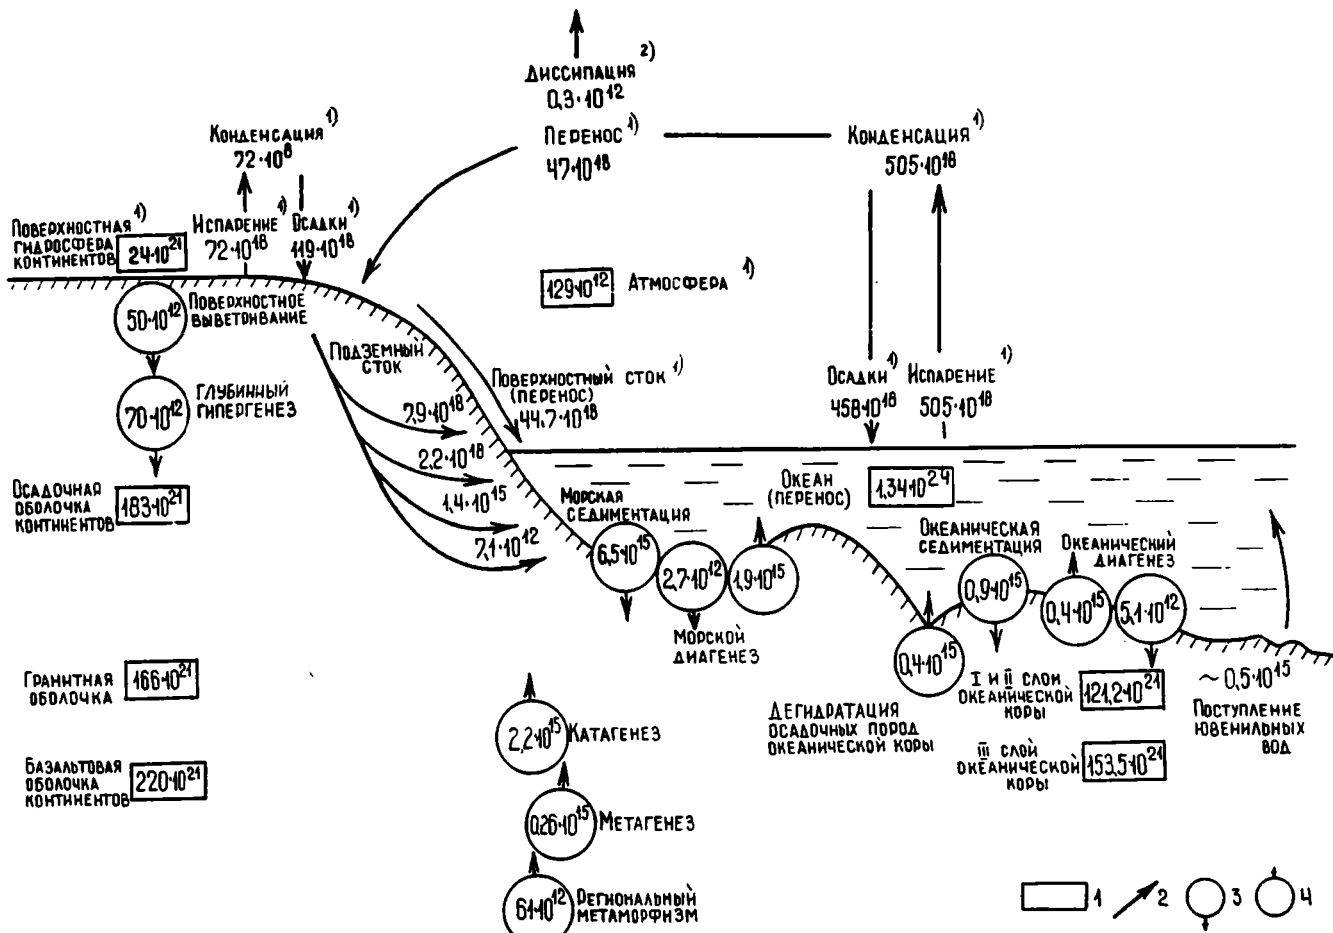 Диссипация 2)
0,3·10¹²
Конденсация 1)
72·10⁸
Перенос 1)
47·10¹⁸
Конденсация 1)
505·10¹⁸
Поверхностная 1)
гидросфера
континентов
24·10²¹
Испарение 1)
72·10¹⁸
Осадки 1)
119·10¹⁸
129·10¹²
Атмосфера 1)
50·10¹²
Поверхностное
выветривание
Подземный
сток
Поверхностный сток 1)
(перенос)
44,7·10¹⁸
Осадки 1)
458·10¹⁸
Испарение 1)
505·10¹⁸
70·10¹²
Глубинный
гипергенез
7,9·10¹⁸
2,2·10¹⁸
1,4·10¹⁵
7,1·10¹²
Осадочная
оболочка
континентов
183·10²¹
Океан
(перенос)
1,34·10²⁴
Морская
седиментация
6,5·10¹⁵
2,7·10¹²
1,9·10¹⁵
Морской
диагенез
Океаническая
седиментация
0,9·10¹⁵
Океанический
диагенез
0,4·10¹⁵
5,1·10¹²
0,4·10¹⁵
Дегидратация
осадочных пород
океанической коры
I и II слои
океанической
коры
121,2·10²¹
~0,5·10¹⁵
Поступление
ювенильных
вод
III слой
океанической
коры
153,5·10²¹
Гранитная
оболочка
166·10²¹
Базальтовая
оболочка
континентов
220·10²¹
2,2·10¹⁵
Катагенез
0,26·10¹⁵
Метагенез
61·10¹²
Региональный
метаморфизм
1
2
3
4